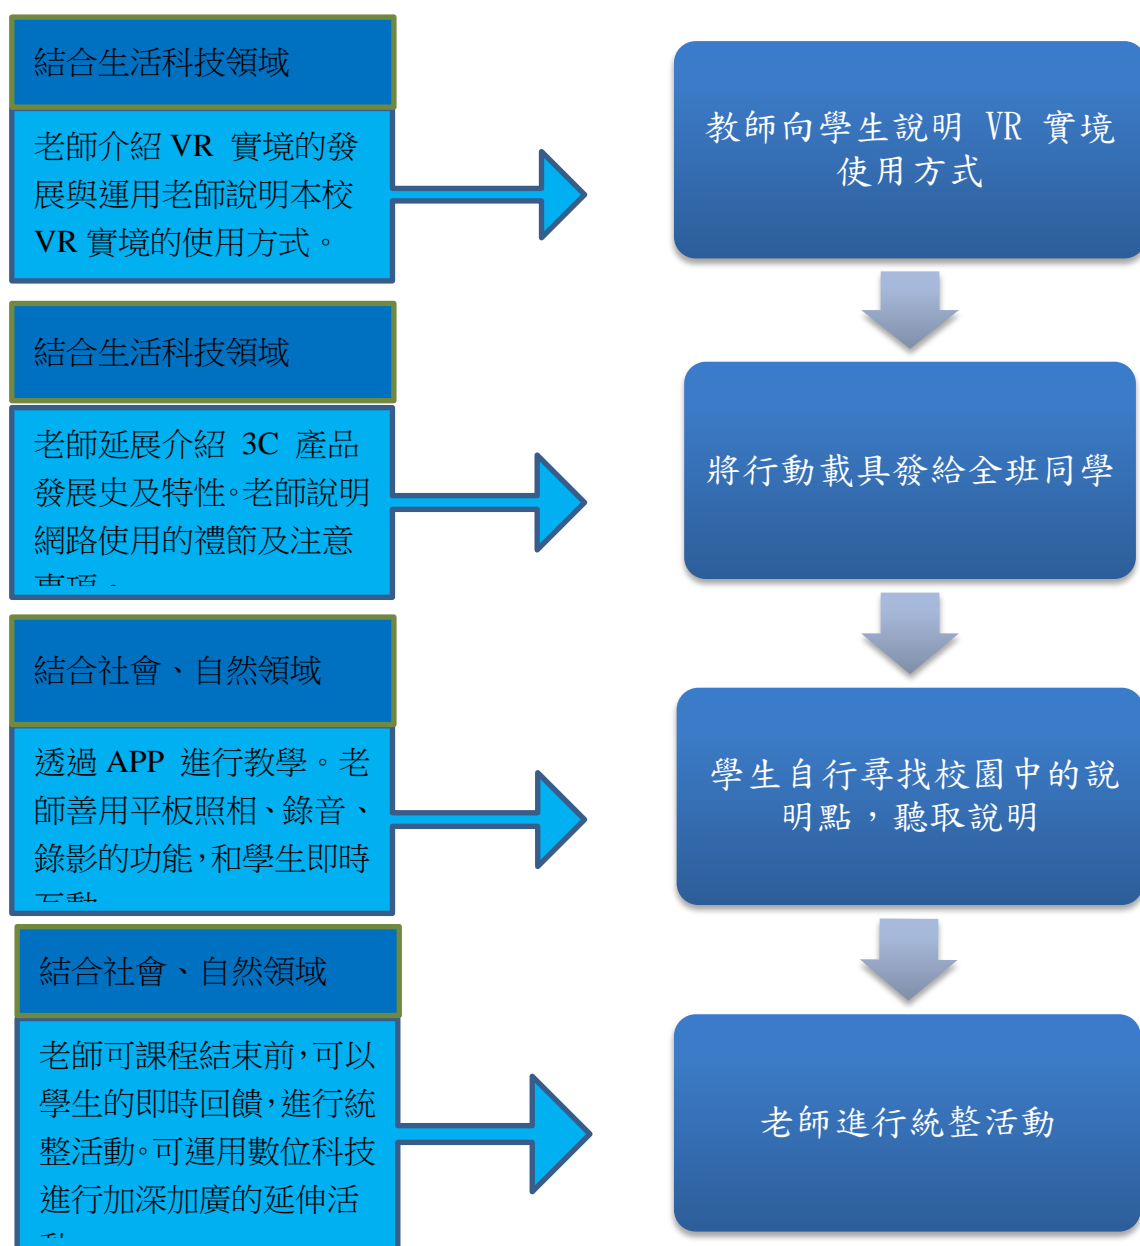 結合生活科技領域
老師介紹 VR 實境的發
展與運用老師說明本校
VR 實境的使用方式。
教師向學生說明 VR 實境
使用方式
結合生活科技領域
老師延展介紹 3C 產品
發展史及特性。老師說明
網路使用的禮節及注意
事項。
將行動載具發給全班同學
結合社會、自然領域
透過 APP 進行教學。老
師善用平板照相、錄音、
錄影的功能,和學生即時
互動
學生自行尋找校園中的說
明點,聽取說明
結合社會、自然領域
老師可課程結束前,可以
學生的即時回饋,進行統
整活動。可運用數位科技
進行加深加廣的延伸活
老師進行統整活動